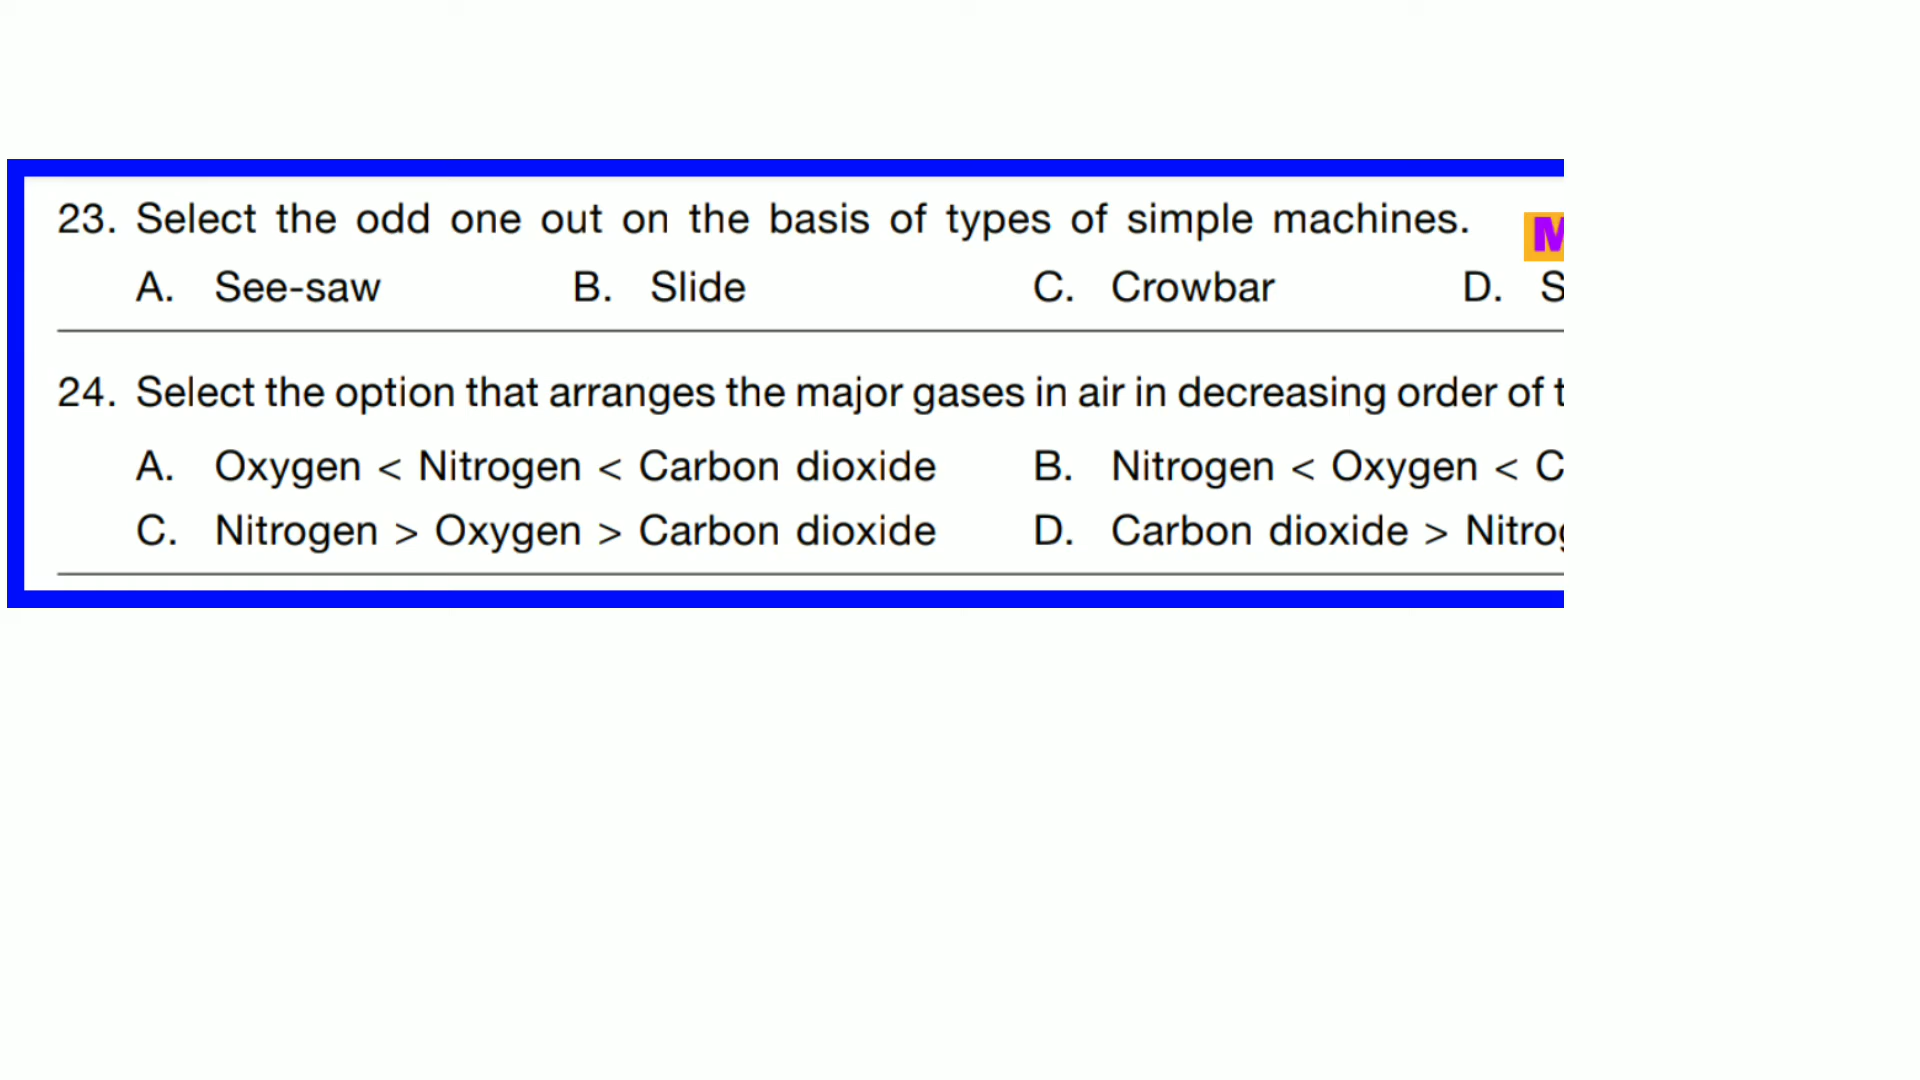 23. Select the odd one out on the basis of types of simple machines.
A. See-saw B. Slide C. Crowbar D.
24. Select the option that arranges the major gases in air in decreasing order of
A. Oxygen < Nitrogen < Carbon dioxide B. Nitrogen < Oxygen <
C. Nitrogen > Oxygen > Carbon dioxide D. Carbon dioxide >